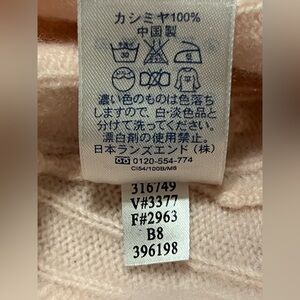 カシミヤ100%
中国製
濃い色のものは色落ち
しますので、白・淡色品と
分けて洗ってください。
漂白剤の使用禁止。
日本ランズエンド(株)
0120-554-774
CI54/100B/M6
316749
V#3377
F#2963
B8
396198